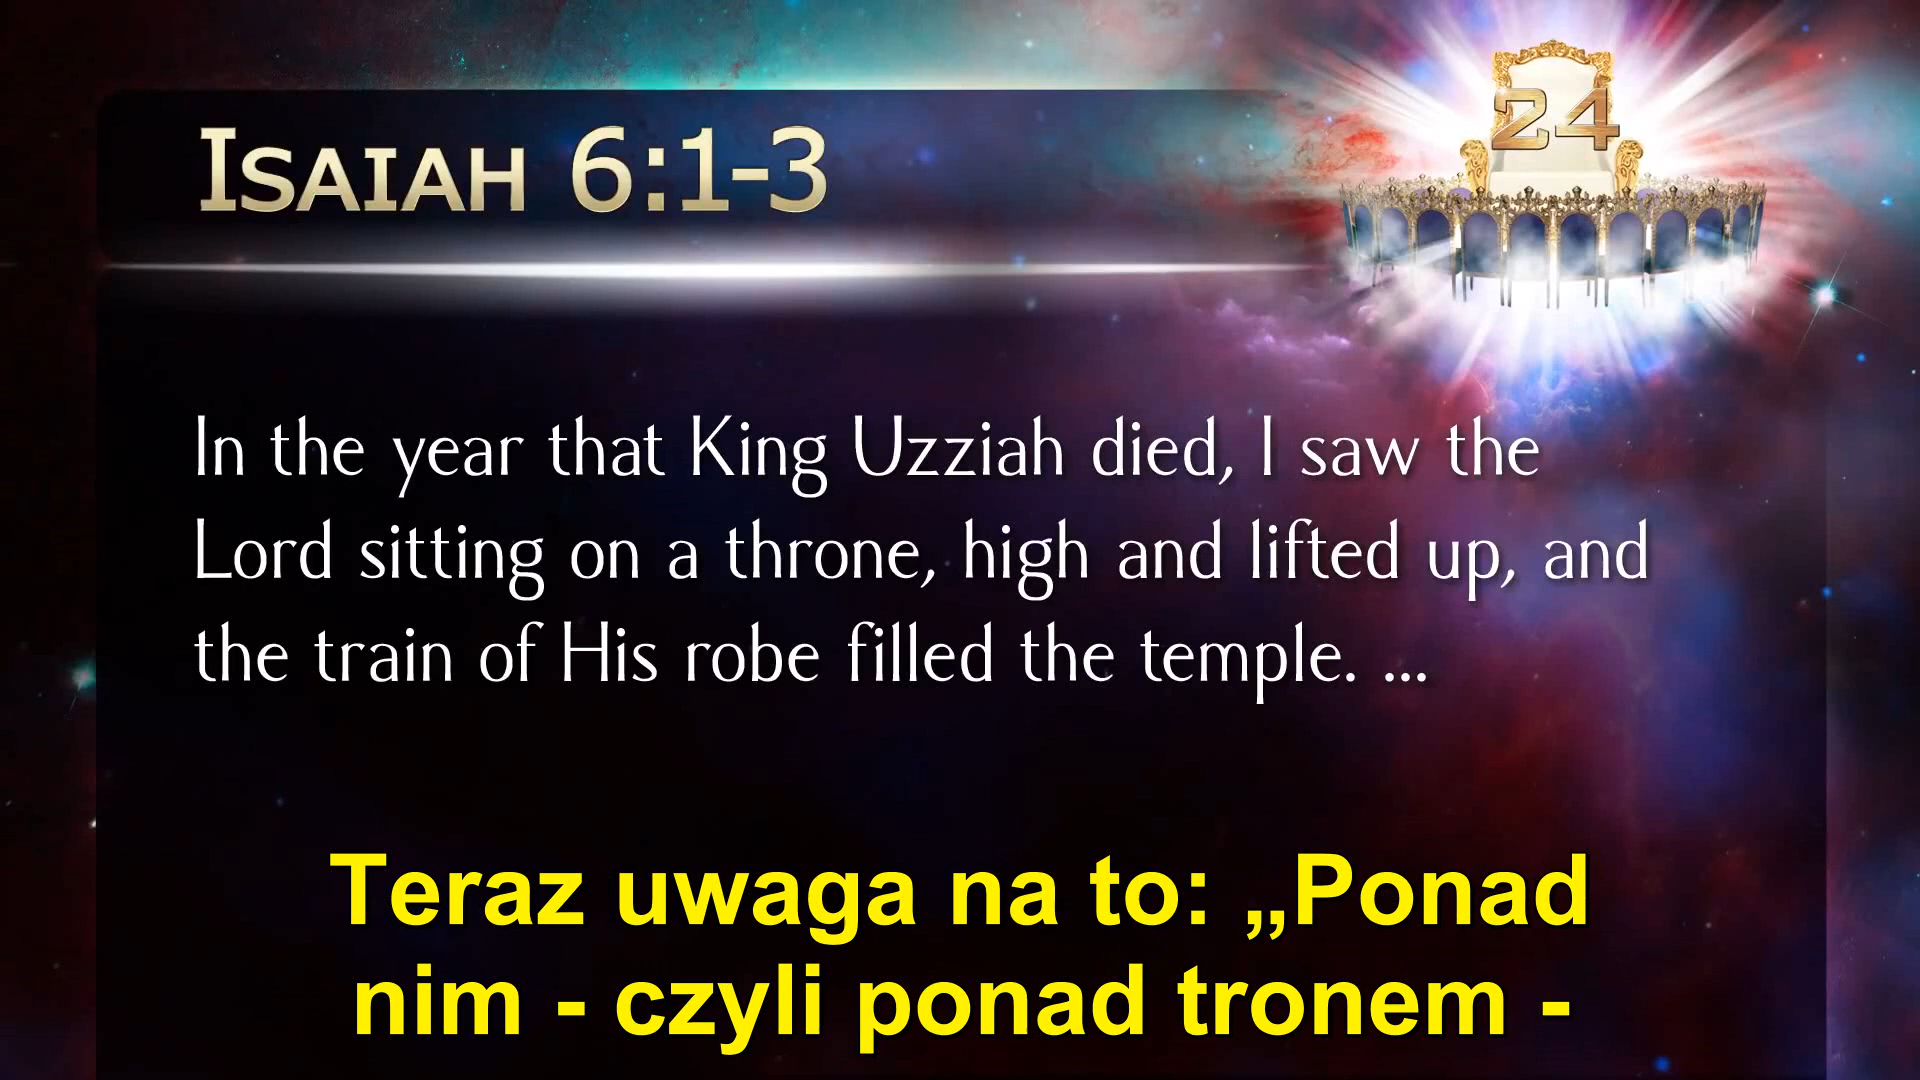 24
ISAIAH 6:1-3
In the year that King Uzziah died, I saw the
Lord sitting on a throne, high and lifted up, and
the train of His robe filled the temple. ...
Teraz uwaga na to: „Ponad
nim - czyli ponad tronem -